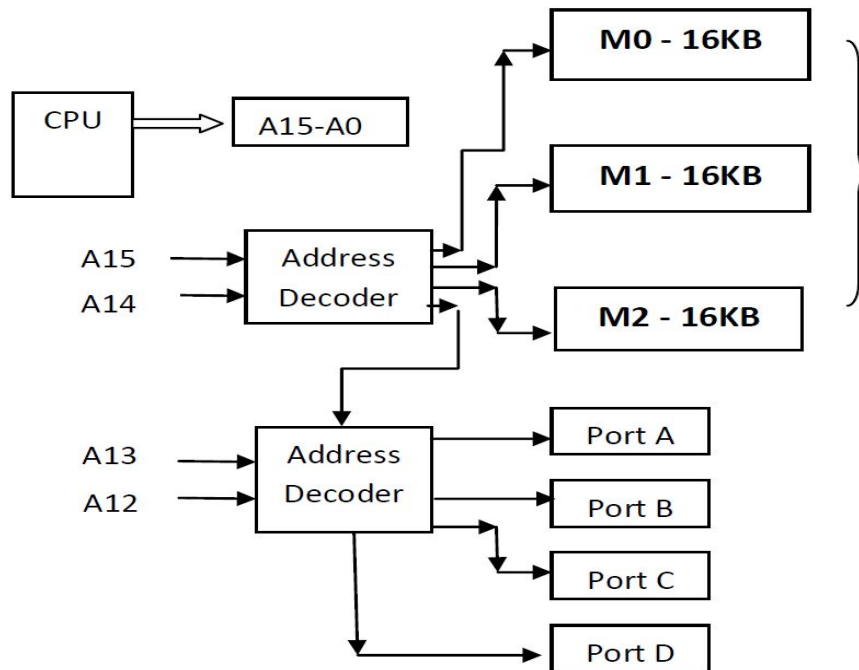 M0 - 16KB
CPU
A15-A0
M1 - 16KB
A15
A14
Address
Decoder
M2 - 16KB
A13
A12
Address
Decoder
Port A
Port B
Port C
Port D